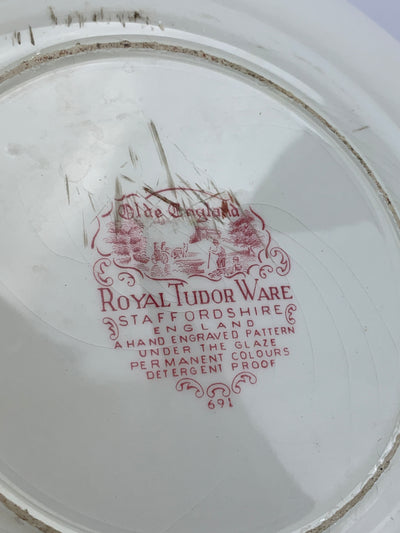 Olde England
ROYAL TUDOR WARE
STAFFORDSHIRE
ENGLAND
A HAND ENGRAVED PATTERN
UNDER THE GLAZE
PERMANENT COLOURS
DETERGENT PROOF
691